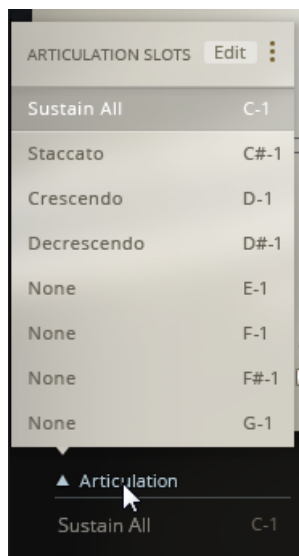 ARTICULATION SLOTS Edit
Sustain All C-1
Staccato C#-1
Crescendo D-1
Decrescendo D#-1
None E-1
None F-1
None F#-1
None G-1
Articulation
Sustain All C-1